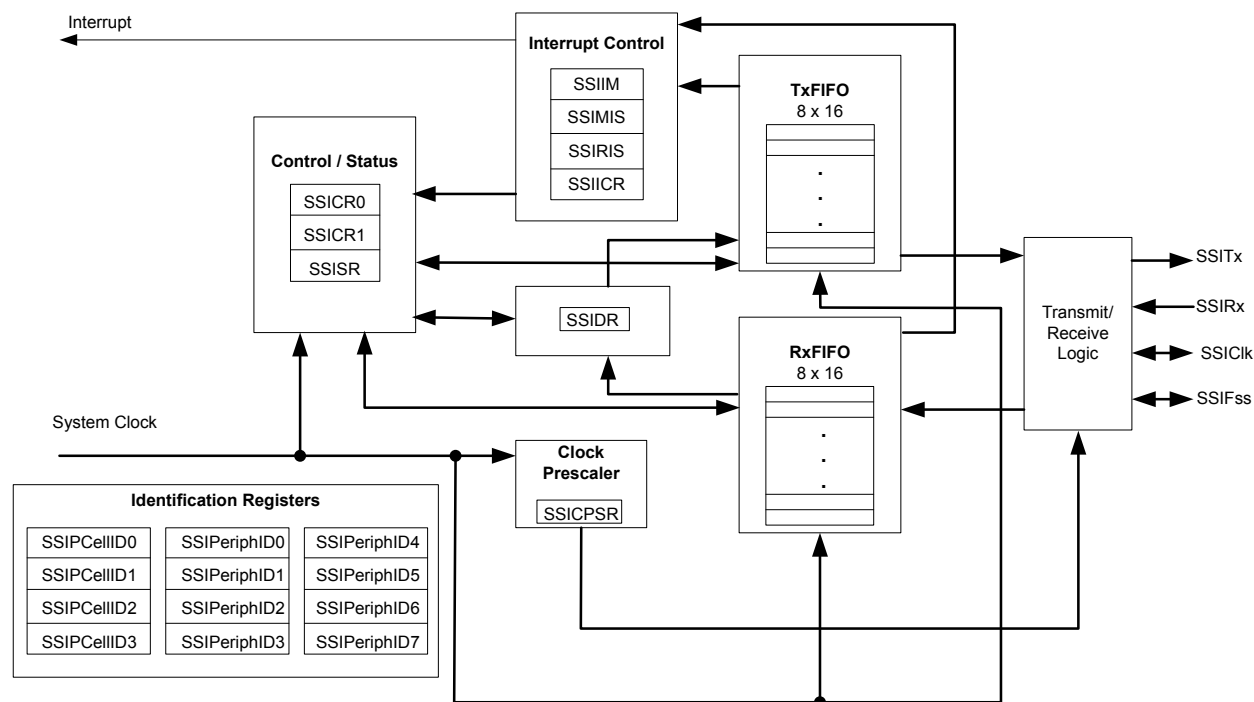 Interrupt
Interrupt Control
SSIIM
SSIMIS
SSIRIS
SSIICR
TxFIFO
8 x 16
.
.
.
Control / Status
SSICR0
SSICR1
SSISR
SSIDR
RxFIFO
8 x 16
.
.
.
Transmit/
Receive
Logic
SSITx
SSIRx
SSIClk
SSIFss
System Clock
Clock
Prescaler
SSICPSR
Identification Registers
SSIPCellID0
SSIPeriphID0
SSIPeriphID4
SSIPCellID1
SSIPeriphID1
SSIPeriphID5
SSIPCellID2
SSIPeriphID2
SSIPeriphID6
SSIPCellID3
SSIPeriphID3
SSIPeriphID7